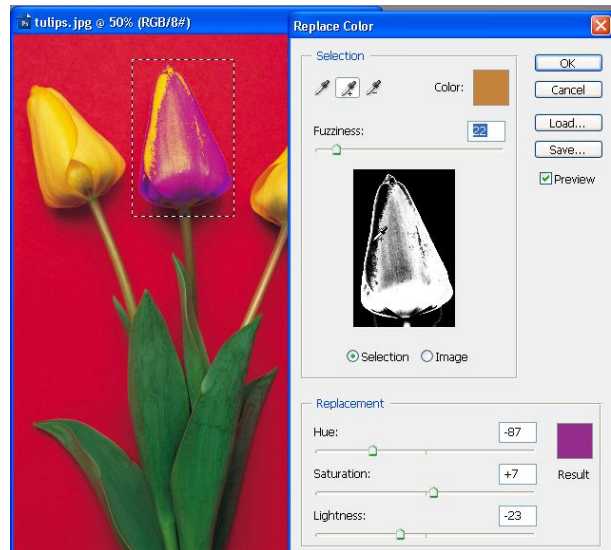 Ps tulips.jpg @ 50% (RGB/8#)
Replace Color
Selection
Color:
OK
Cancel
Fuzziness:
22
Load...
Save...
Preview
Selection
Image
Replacement
Hue:
-87
Saturation:
+7
Result
Lightness:
-23